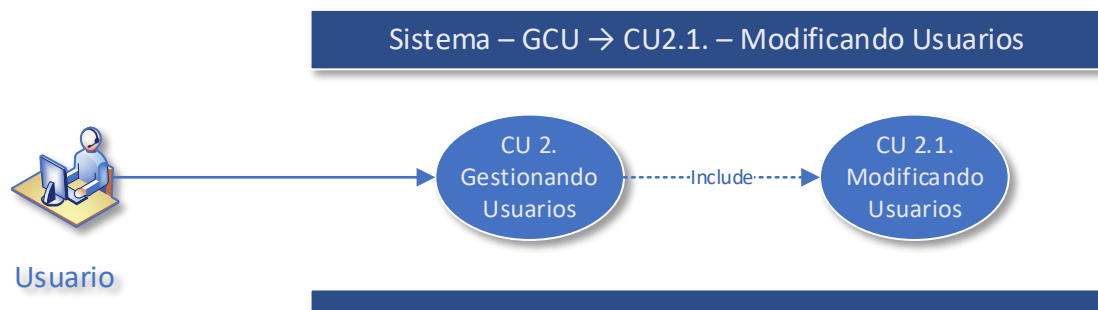 Sistema – GCU → CU2.1. – Modificando Usuarios
CU 2.
Gestionando
Usuarios
Include
CU 2.1.
Modificando
Usuarios
Usuario